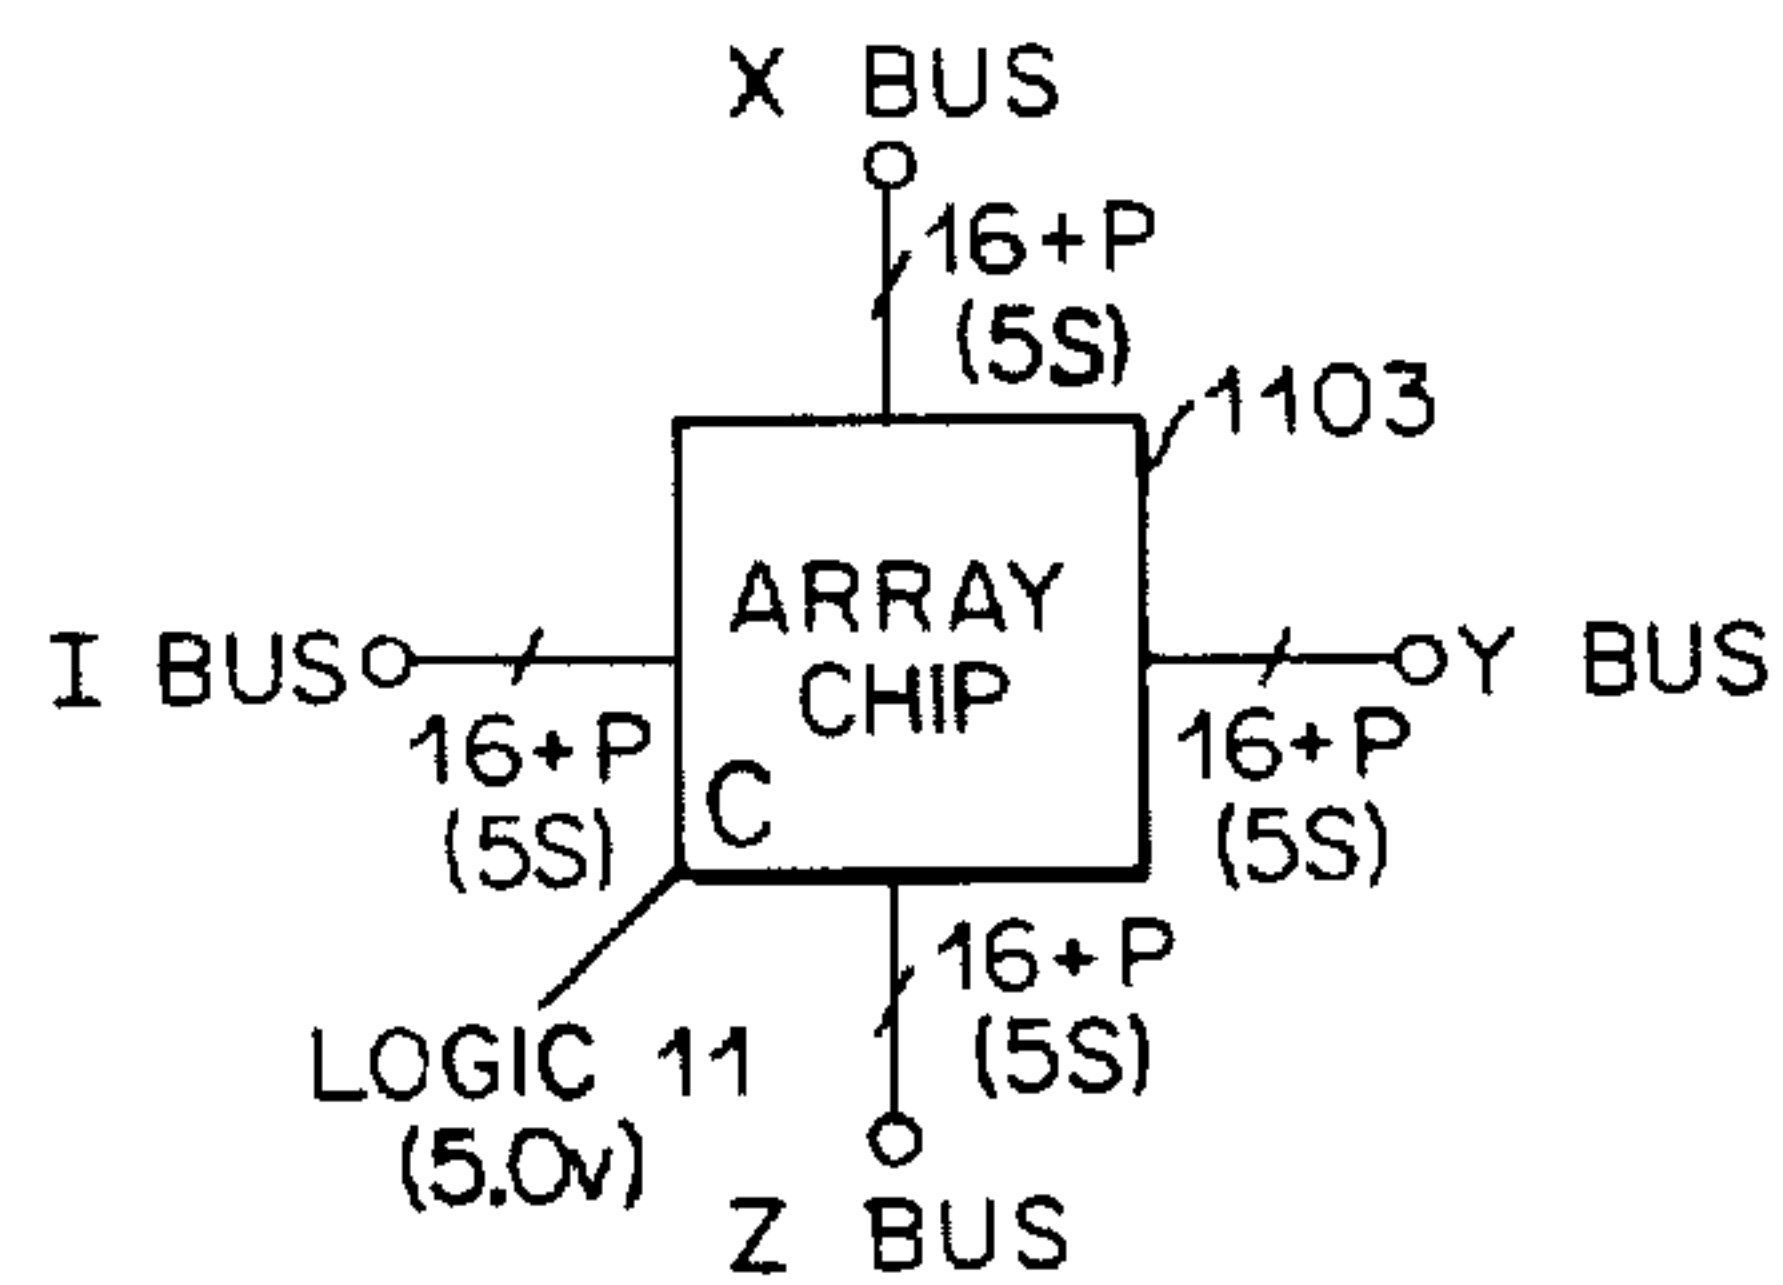 X BUS
16+P
(5S)
1103
ARRAY
CHIP
I BUS
Y BUS
16+P
(5S)
16+P
(5S)
C
16+P
(5S)
LOGIC 11
(5.0v)
Z BUS